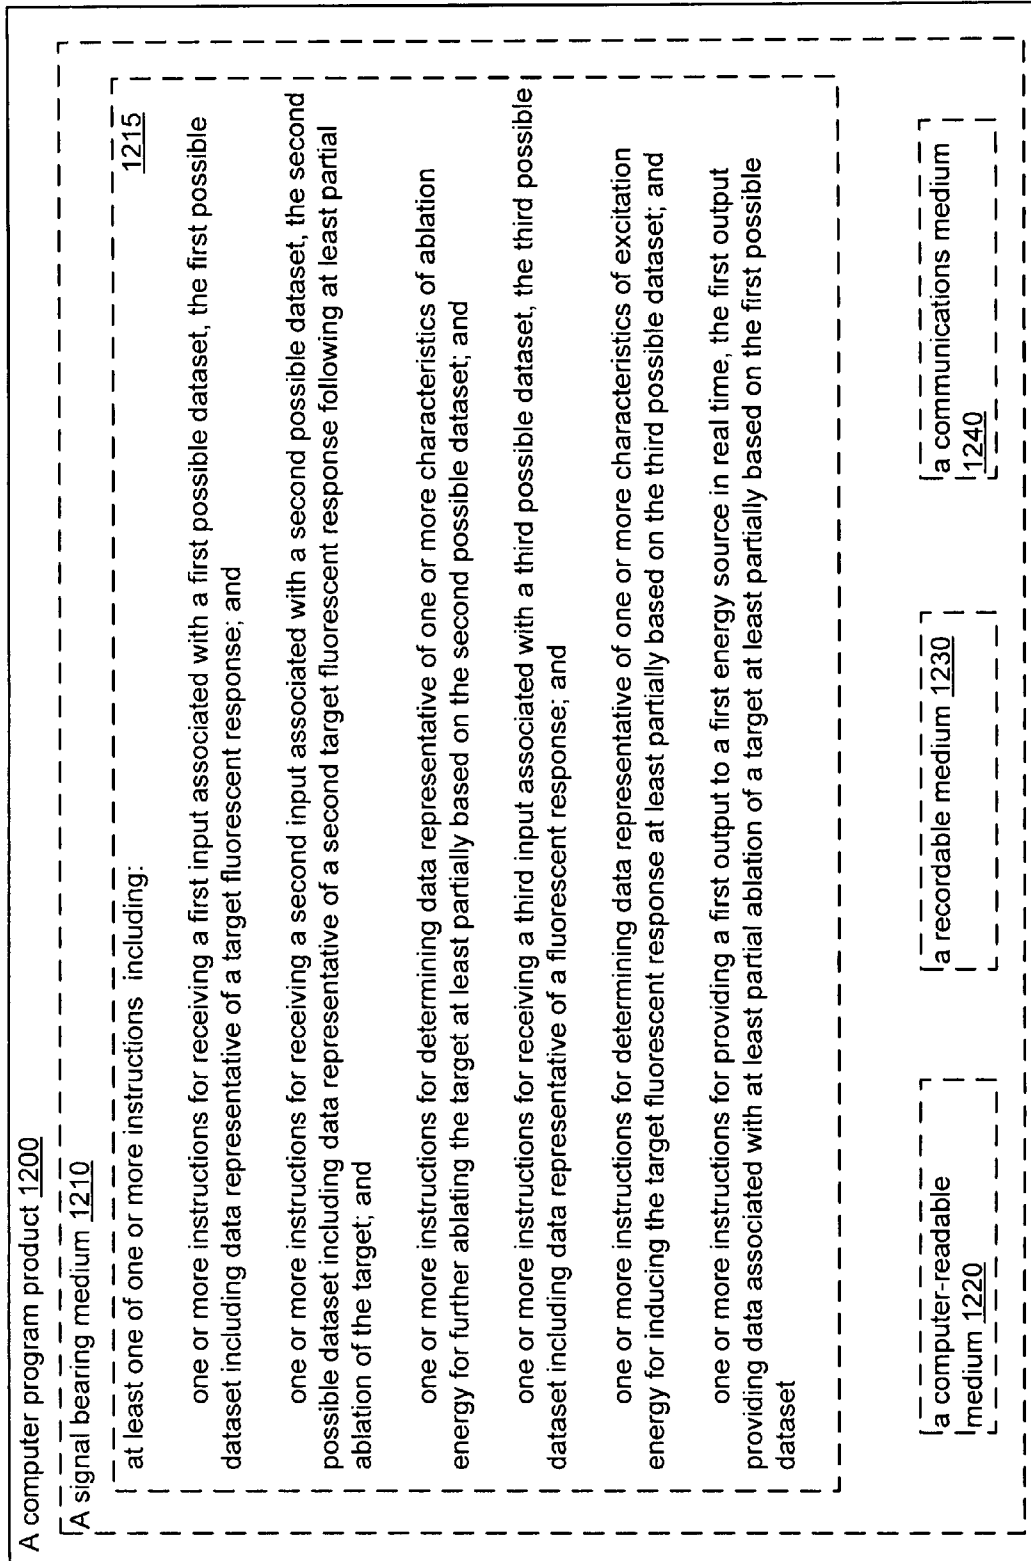 A computer program product 1200
A signal bearing medium 1210
1215
at least one of one or more instructions including:
one or more instructions for receiving a first input associated with a first possible dataset, the first possible
dataset including data representative of a target fluorescent response; and
one or more instructions for receiving a second input associated with a second possible dataset, the second
possible dataset including data representative of a second target fluorescent response following at least partial
ablation of the target; and
one or more instructions for determining data representative of one or more characteristics of ablation
energy for further ablating the target at least partially based on the second possible dataset; and
one or more instructions for receiving a third input associated with a third possible dataset, the third possible
dataset including data representative of a fluorescent response; and
one or more instructions for determining data representative of one or more characteristics of excitation
energy for inducing the target fluorescent response at least partially based on the third possible dataset; and
one or more instructions for providing a first output to a first energy source in real time, the first output
providing data associated with at least partial ablation of a target at least partially based on the first possible
dataset
a computer-readable
medium 1220
a recordable medium 1230
a communications medium
1240